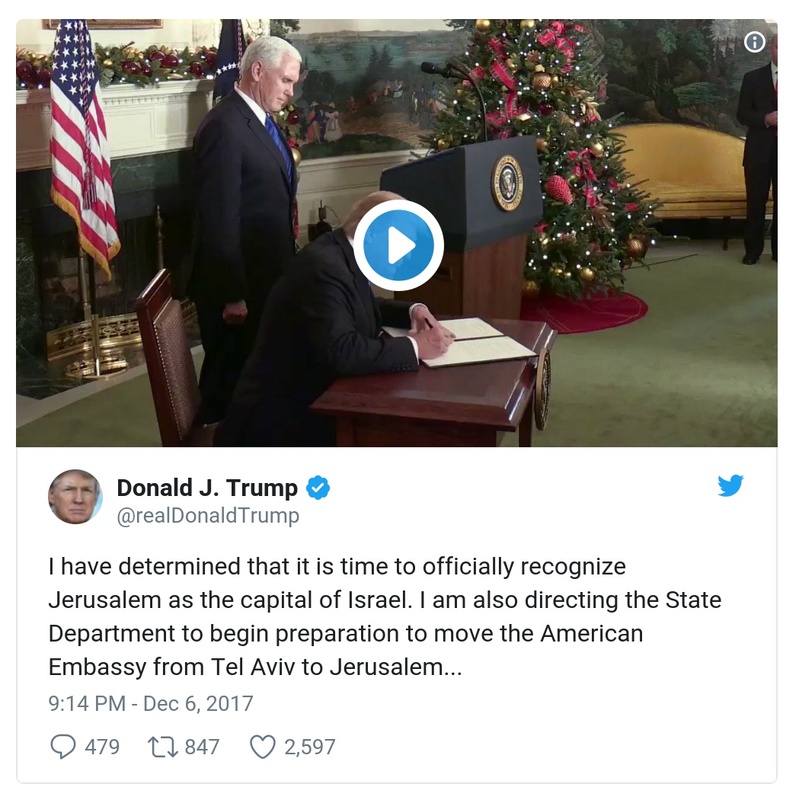 Donald J. Trump
@realDonaldTrump
I have determined that it is time to officially recognize
Jerusalem as the capital of Israel. I am also directing the State
Department to begin preparation to move the American
Embassy from Tel Aviv to Jerusalem...
9:14 PM - Dec 6, 2017
479 847 2,597